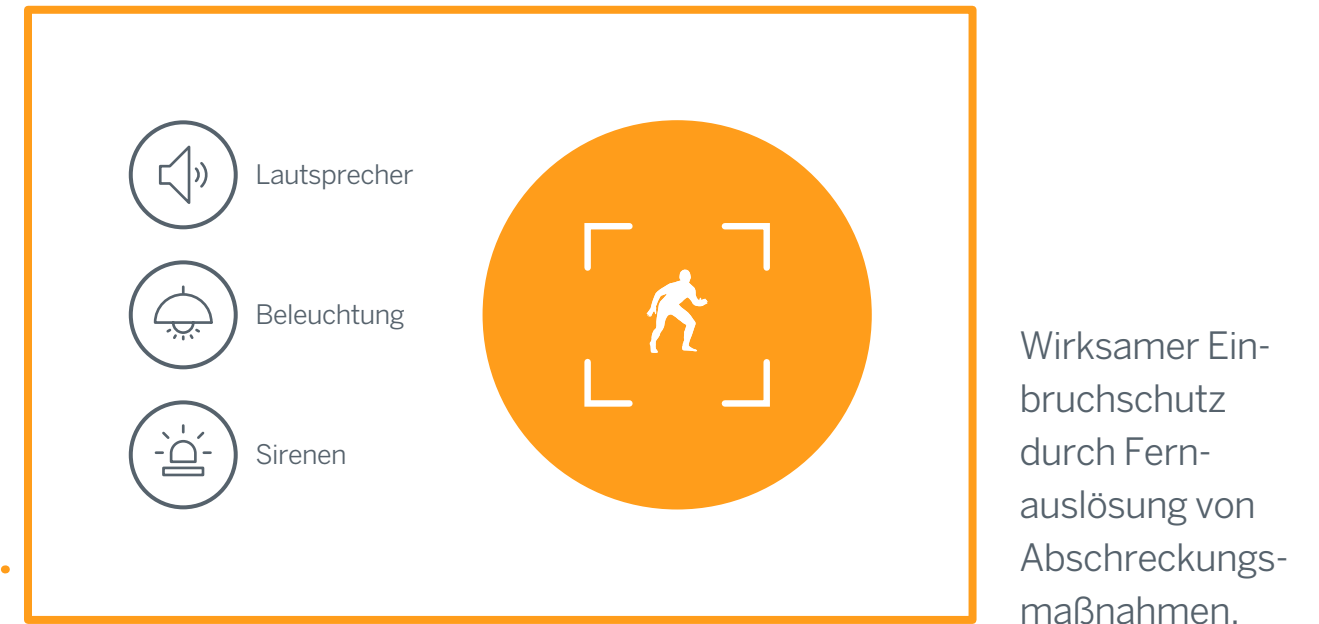 Lautsprecher
Beleuchtung
Sirenen
Wirksamer Ein-
bruchschutz
durch Fern-
auslösung von
Abschreckungs-
maßnahmen.